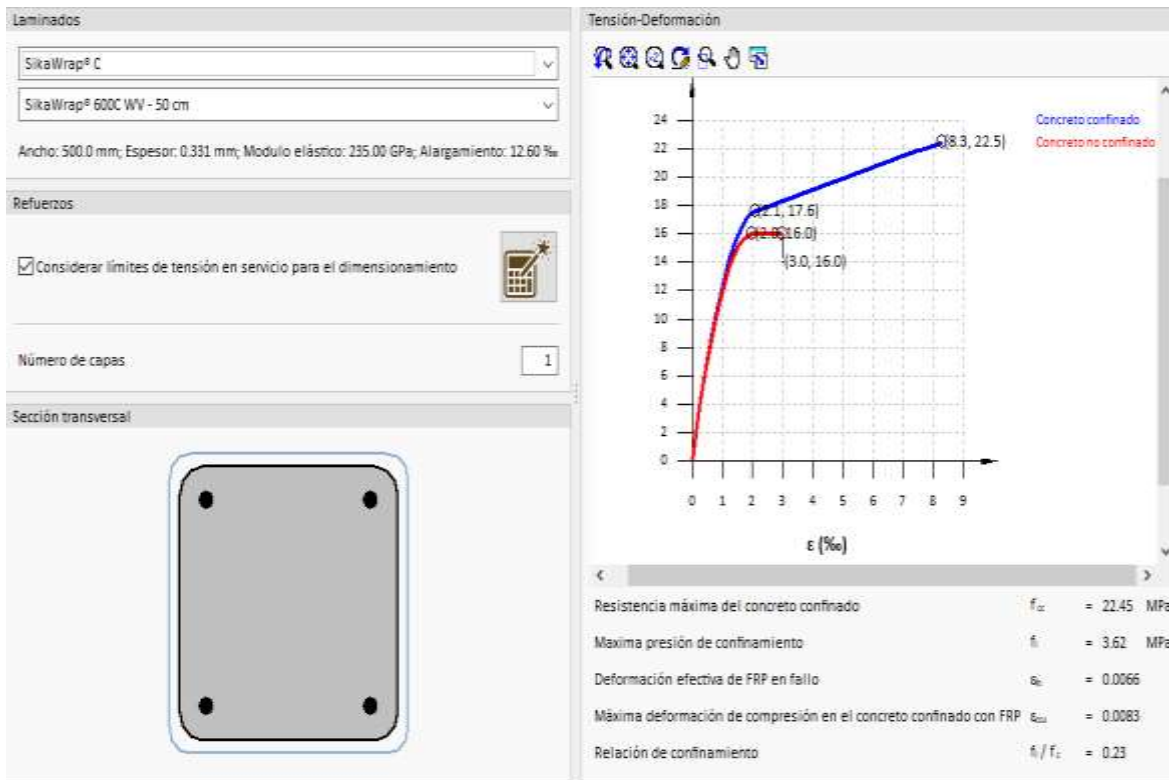 Laminados
SikaWrap® C
SikaWrap® 600C WV - 50 cm
Ancho: 500.0 mm; Espesor: 0.331 mm; Modulo elástico: 235.00 GPa; Alargamiento: 12.60 ‰
Refuerzos
Considerar límites de tensión en servicio para el dimensionamiento
Número de capas
1
Sección transversal
Tensión-Deformación
Concreto confinado
Concreto no confinado
24
22
20
18
16
14
12
10
8
6
4
2
0
(8.3, 22.5)
(2.1, 17.6)
(2.0, 16.0)
(3.0, 16.0)
0 1 2 3 4 5 6 7 8 9
ε (‰)
Resistencia máxima del concreto confinado = 22.45 MPa
Maxima presión de confinamiento = 3.62 MPa
Deformación efectiva de FRP en fallo = 0.0066
Máxima deformación de compresión en el concreto confinado con FRP = 0.0083
Relación de confinamiento = 0.23